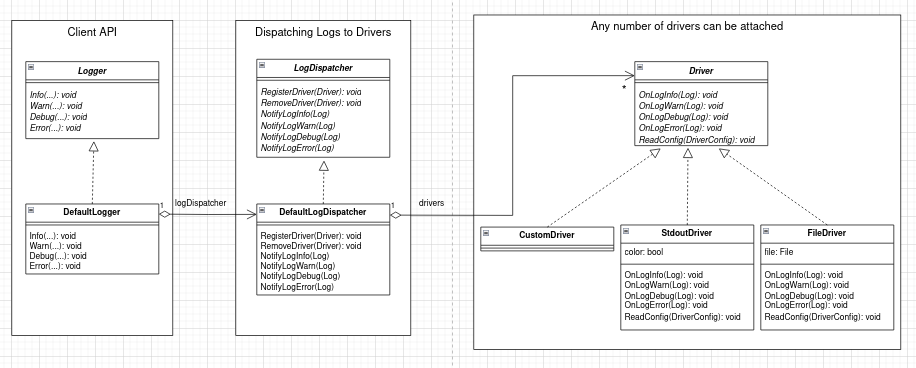 Client API
Logger
Info(...): void
Warn(...): void
Debug(...): void
Error(...): void
DefaultLogger
Info(...): void
Warn(...): void
Debug(...): void
Error(...): void
1
logDispatcher
Dispatching Logs to Drivers
LogDispatcher
RegisterDriver(Driver): void
RemoveDriver(Driver): void
NotifyLogInfo(Log)
NotifyLogWarn(Log)
NotifyLogDebug(Log)
NotifyLogError(Log)
DefaultLogDispatcher
RegisterDriver(Driver): void
RemoveDriver(Driver): void
NotifyLogInfo(Log)
NotifyLogWarn(Log)
NotifyLogDebug(Log)
NotifyLogError(Log)
1
drivers
Any number of drivers can be attached
*
Driver
OnLogInfo(Log): void
OnLogWarn(Log): void
OnLogDebug(Log): void
OnLogError(Log): void
ReadConfig(DriverConfig): void
CustomDriver
StdoutDriver
color: bool
OnLogInfo(Log): void
OnLogWarn(Log): void
OnLogDebug(Log): void
OnLogError(Log): void
ReadConfig(DriverConfig): void
FileDriver
file: File
OnLogInfo(Log): void
OnLogWarn(Log): void
OnLogDebug(Log): void
OnLogError(Log): void
ReadConfig(DriverConfig): void